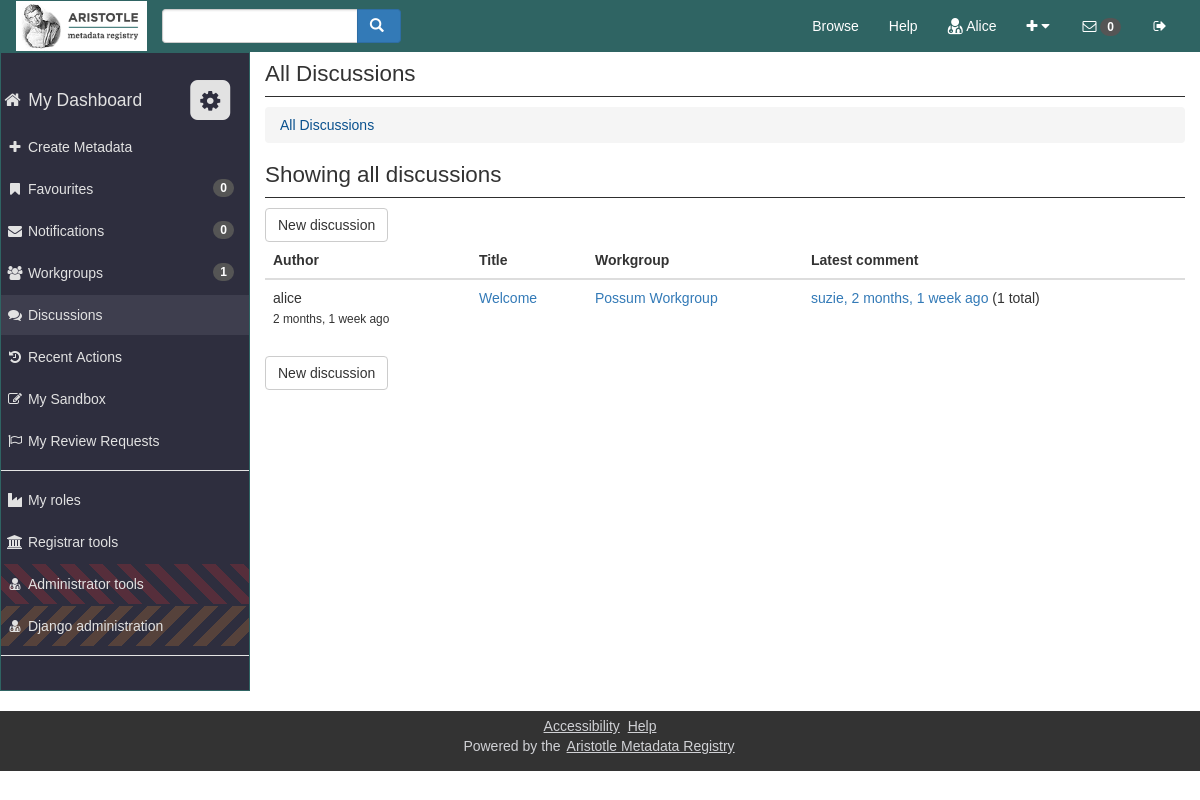 ARISTOTLE
metadata registry
Browse Help Alice 0
My Dashboard
Create Metadata
Favourites 0
Notifications 0
Workgroups 1
Discussions
Recent Actions
My Sandbox
My Review Requests
My roles
Registrar tools
Administrator tools
Django administration
All Discussions
All Discussions
Showing all discussions
New discussion
Author Title Workgroup Latest comment
alice Welcome Possum Workgroup suzie, 2 months, 1 week ago (1 total)
2 months, 1 week ago
New discussion
Accessibility Help
Powered by the Aristotle Metadata Registry